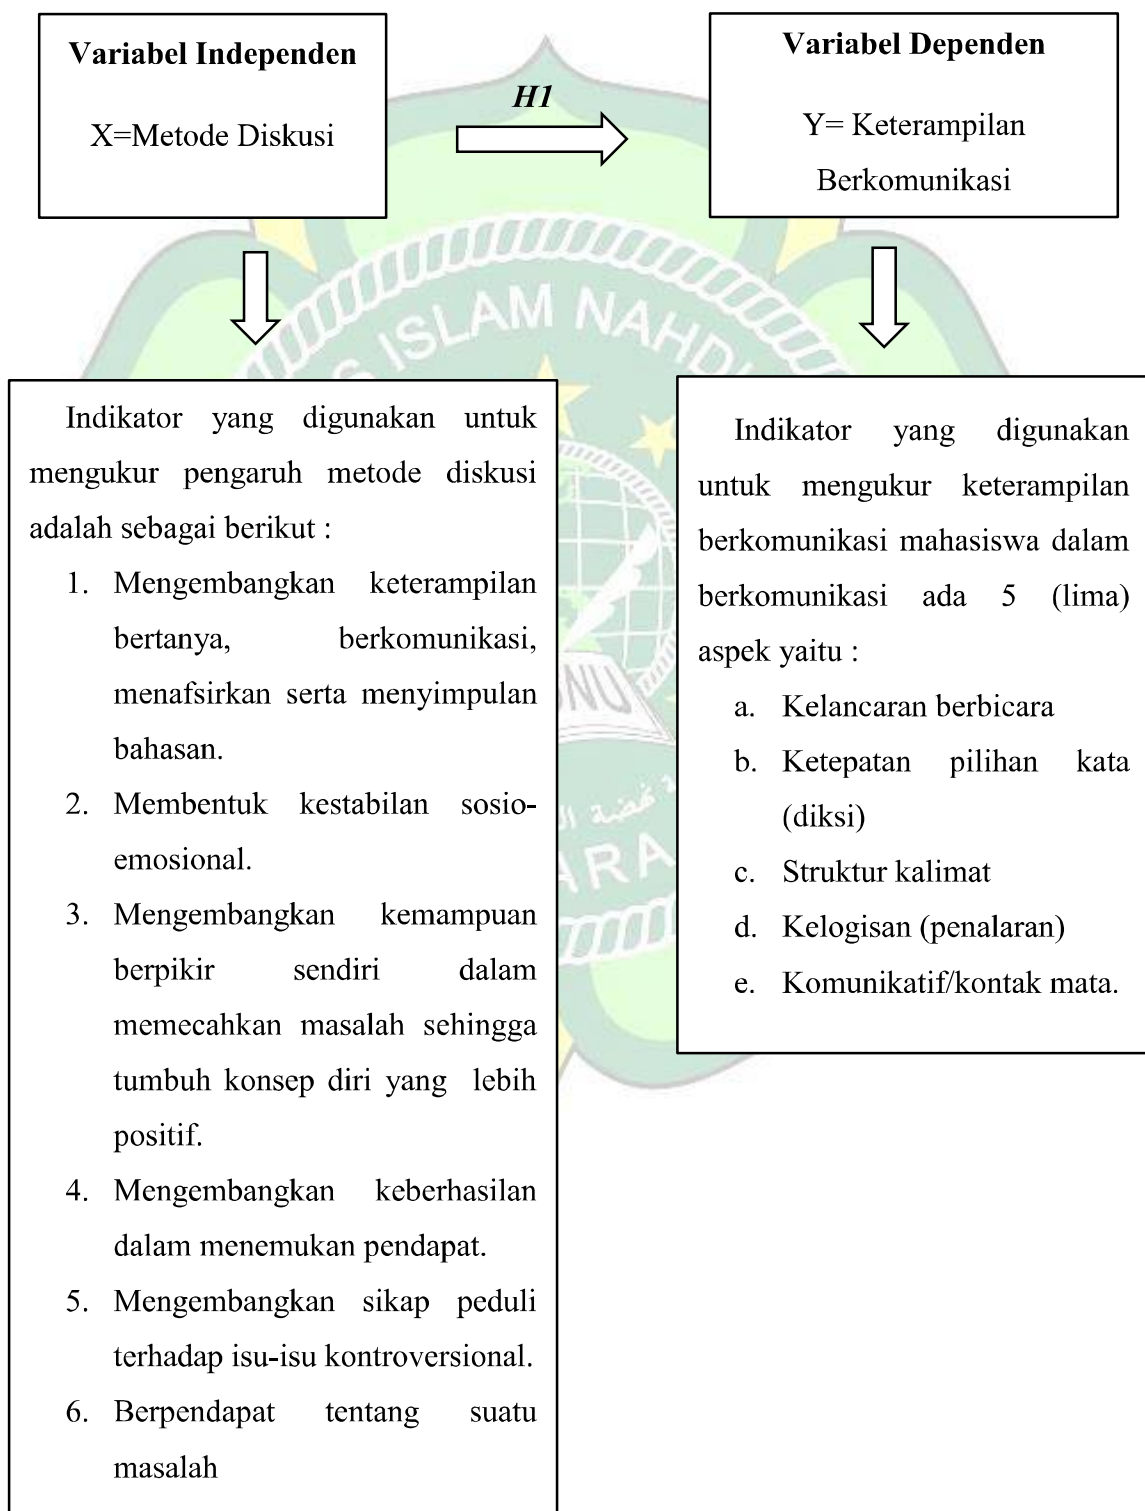 Variabel Independen
X=Metode Diskusi
H1
Variabel Dependen
Y= Keterampilan
Berkomunikasi
Indikator yang digunakan untuk
mengukur pengaruh metode diskusi
adalah sebagai berikut :
1. Mengembangkan keterampilan
bertanya, berkomunikasi,
menafsirkan serta menyimpulan
bahasan.
2. Membentuk kestabilan sosio-
emosional.
3. Mengembangkan kemampuan
berpikir sendiri dalam
memecahkan masalah sehingga
tumbuh konsep diri yang lebih
positif.
4. Mengembangkan keberhasilan
dalam menemukan pendapat.
5. Mengembangkan sikap peduli
terhadap isu-isu kontroversional.
6. Berpendapat tentang suatu
masalah
Indikator yang digunakan
untuk mengukur keterampilan
berkomunikasi mahasiswa dalam
berkomunikasi ada 5 (lima)
aspek yaitu :
a. Kelancaran berbicara
b. Ketepatan pilihan kata
(diksi)
c. Struktur kalimat
d. Kelogisan (penalaran)
e. Komunikatif/kontak mata.
ISLAM NAHD